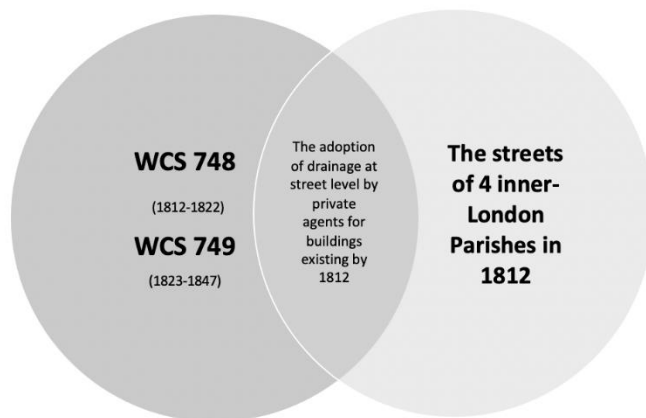 WCS 748
(1812-1822)
WCS 749
(1823-1847)
The adoption
of drainage at
street level by
private
agents for
buildings
existing by
1812
The streets
of 4 inner-
London
Parishes in
1812